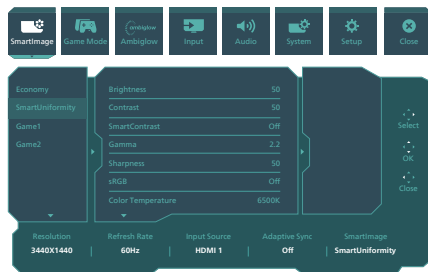 SmartImage
Game Mode
ambiglow
Ambiglow
Input
Audio
System
Setup
Close
Economy
SmartUniformity
Game1
Game2
Brightness 50
Contrast 50
SmartContrast Off
Gamma 2.2
Sharpness 50
sRGB Off
Color Temperature 6500K
Select
OK
Close
Resolution Refresh Rate Input Source Adaptive Sync SmartImage
3440X1440 | 60Hz | HDMI 1 | Off | SmartUniformity